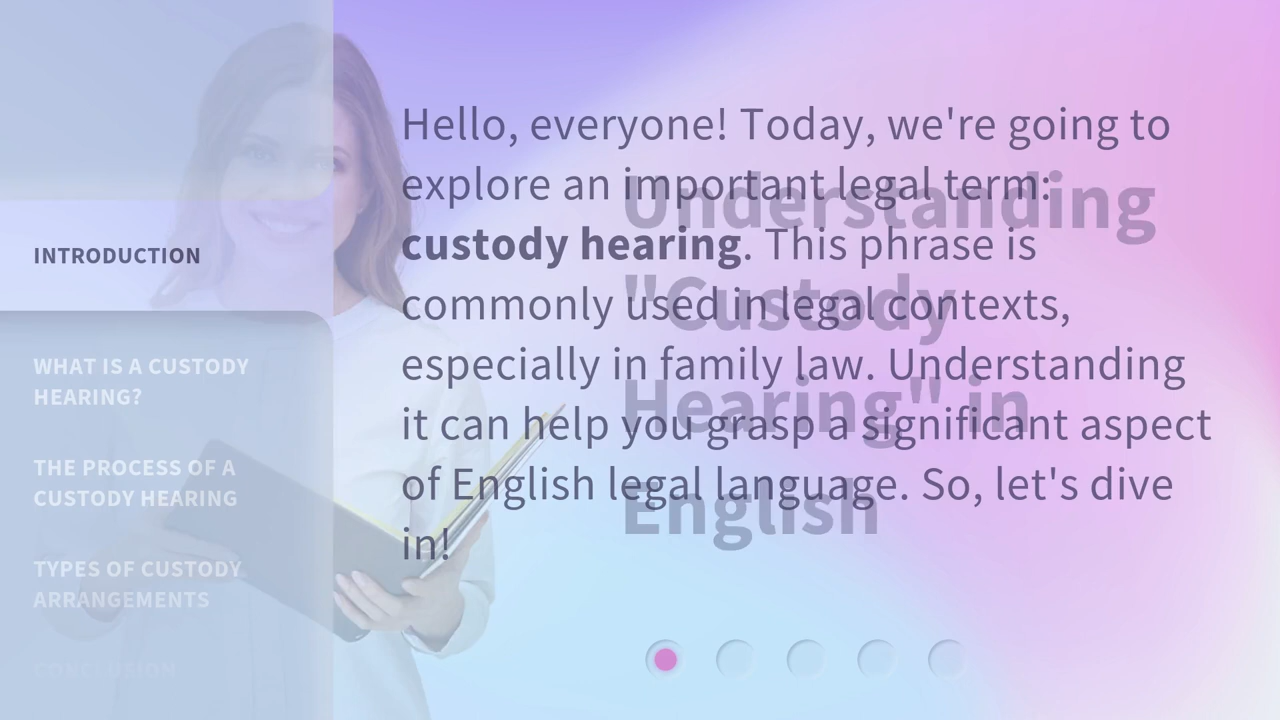 INTRODUCTION
WHAT IS A CUSTODY
HEARING?
THE PROCESS OF A
CUSTODY HEARING
TYPES OF CUSTODY
ARRANGEMENTS
CONCLUSION
Hello, everyone! Today, we're going to
explore an important legal term:
custody hearing. This phrase is
commonly used in legal contexts,
especially in family law. Understanding
it can help you grasp a significant aspect
of English legal language. So, let's dive
in!
Understanding
"Custody
Hearing" in
English